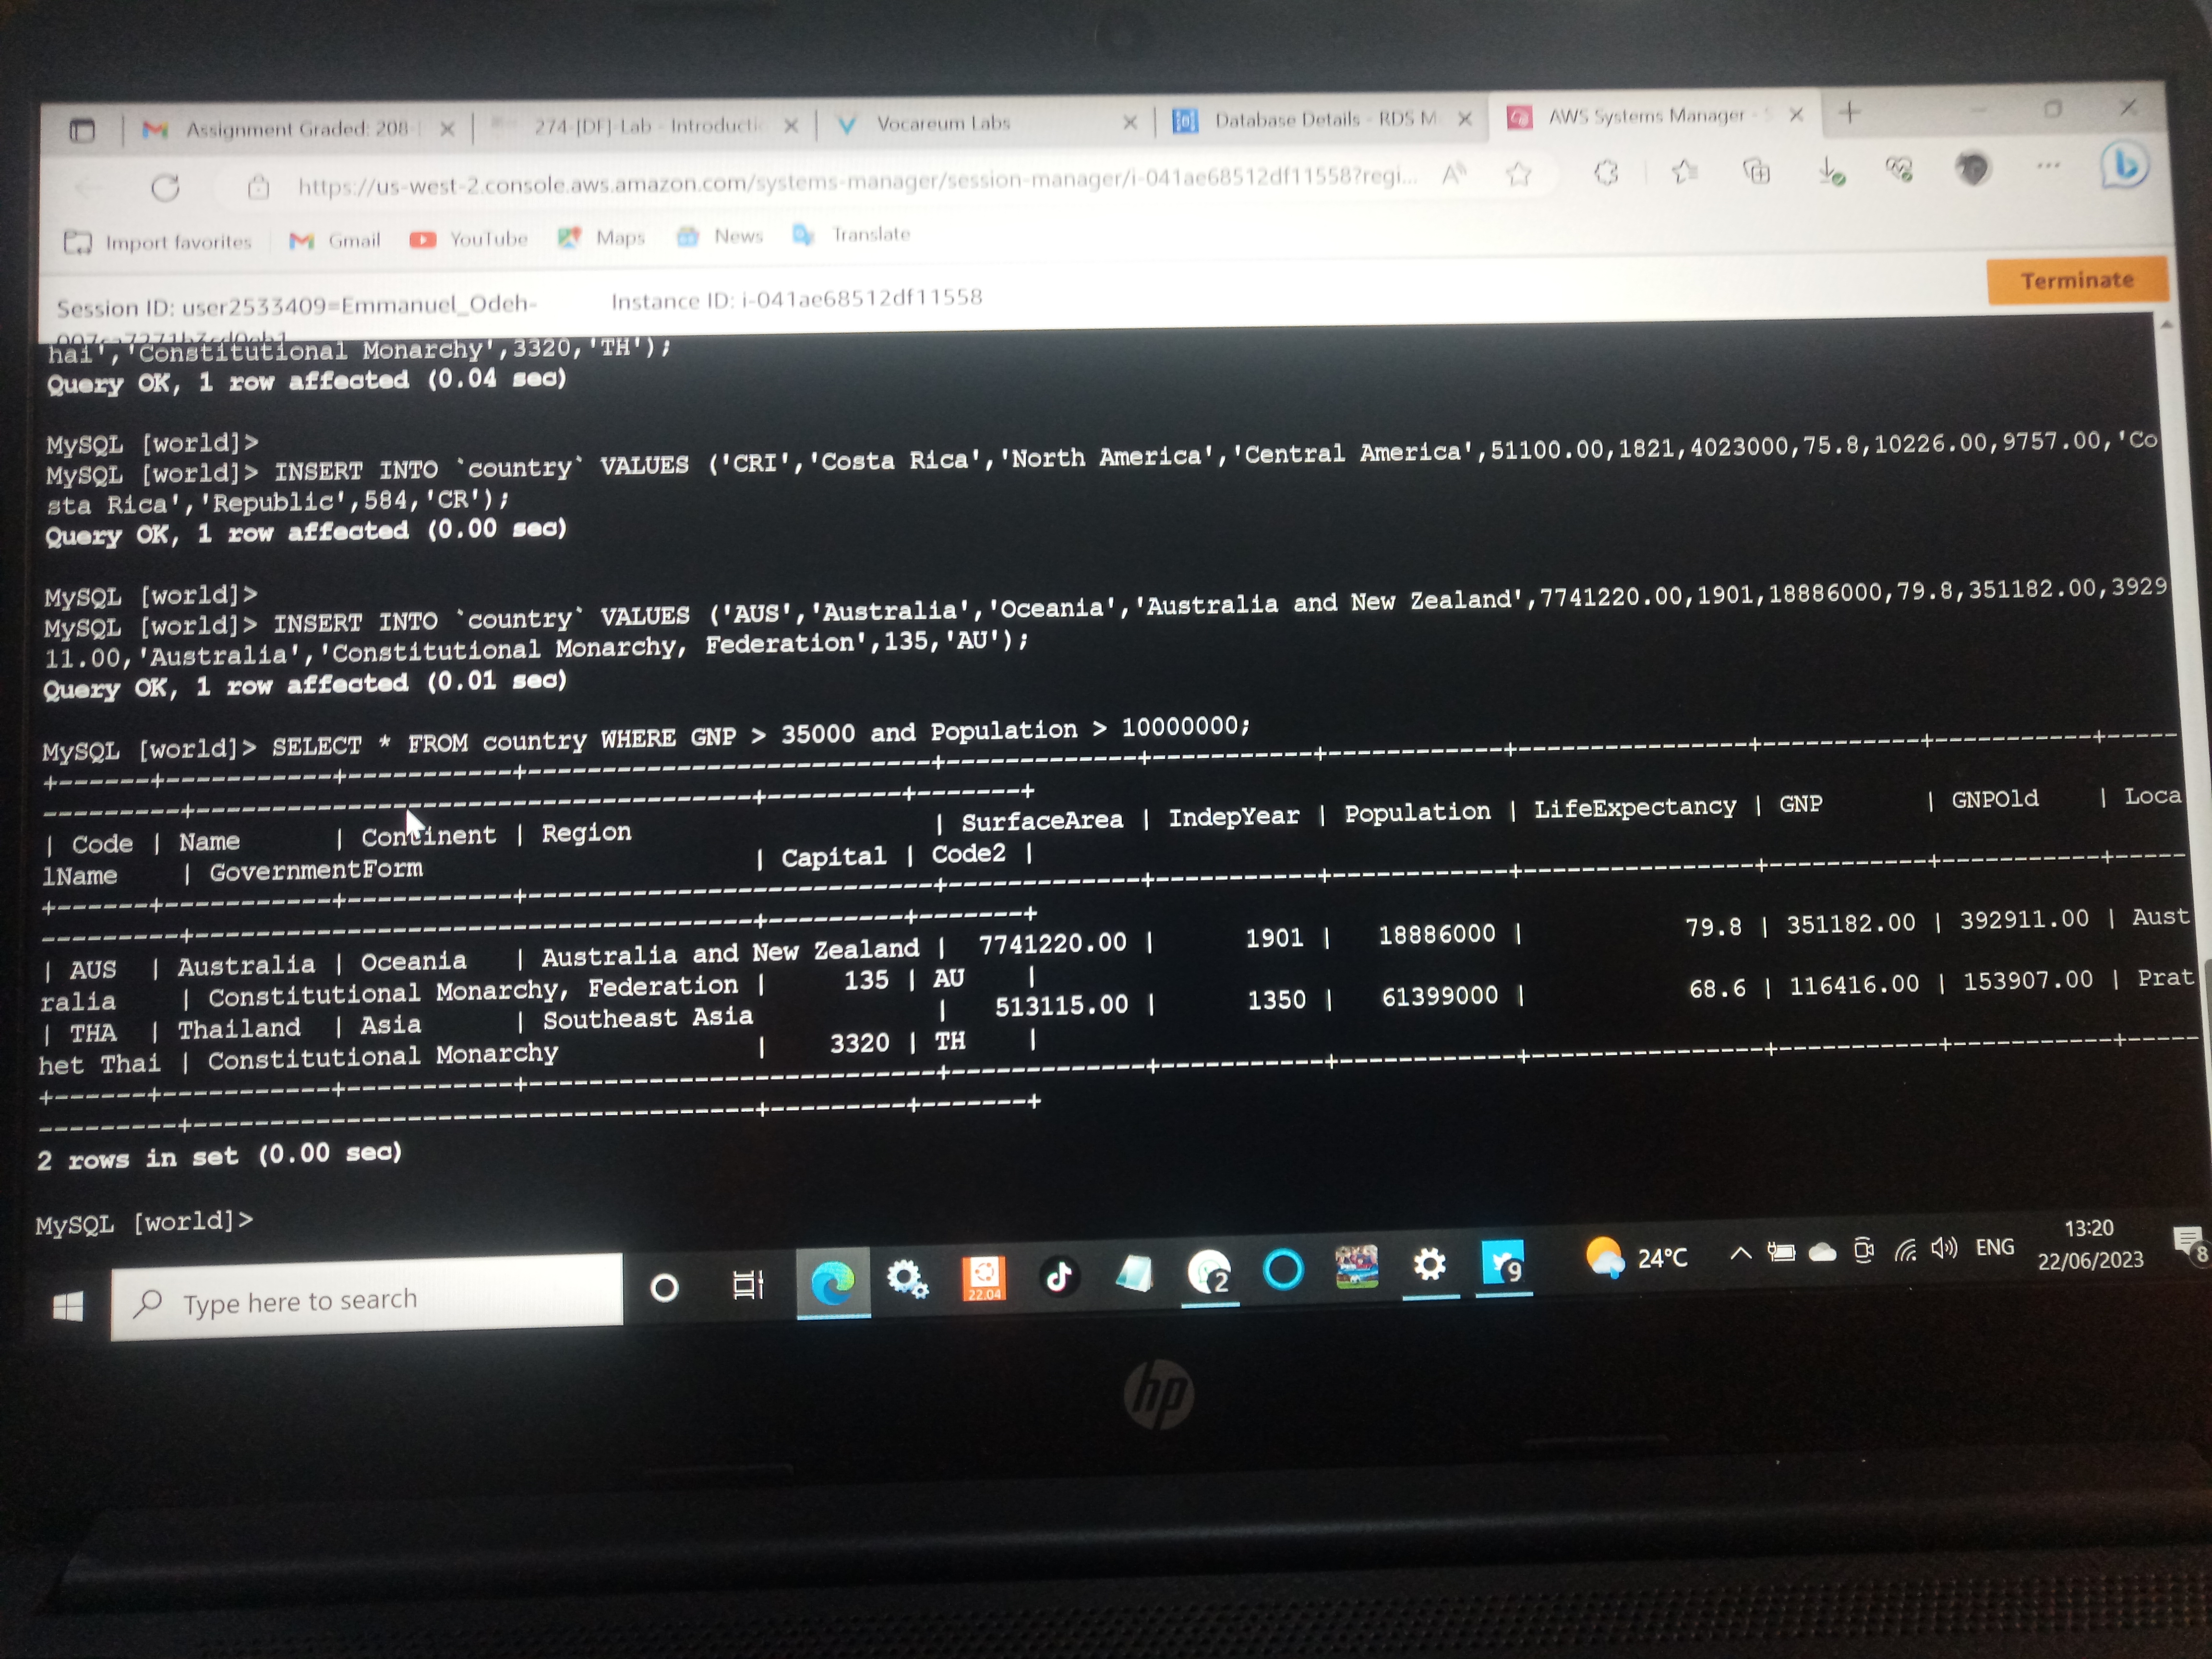 Assignment Graded: 208-
274-[DF]-Lab - Introducti
Vocareum Labs
Database Details - RDS M
AWS Systems Manager - S
https://us-west-2.console.aws.amazon.com/systems-manager/session-manager/i-041ae68512df11558?regi...
Import favorites
Gmail
YouTube
Maps
News
Translate
Session ID: user2533409=Emmanuel_Odeh-
Instance ID: i-041ae68512df11558
Terminate
hai','Constitutional Monarchy',3320,'TH');
Query OK, 1 row affected (0.04 sec)
MySQL [world]>
MySQL [world]> INSERT INTO `country` VALUES ('CRI','Costa Rica','North America','Central America',51100.00,1821,4023000,75.8,10226.00,9757.00,'Co
sta Rica','Republic',584,'CR');
Query OK, 1 row affected (0.00 sec)
MySQL [world]>
MySQL [world]> INSERT INTO `country` VALUES ('AUS','Australia','Oceania','Australia and New Zealand',7741220.00,1901,18886000,79.8,351182.00,3929
11.00,'Australia','Constitutional Monarchy, Federation',135,'AU');
Query OK, 1 row affected (0.01 sec)
MySQL [world]> SELECT * FROM country WHERE GNP > 35000 and Population > 10000000;
| Code | Name | Continent | Region | SurfaceArea | IndepYear | Population | LifeExpectancy | GNP | GNPOld | Loca
lName | GovernmentForm | Capital | Code2 |
| AUS | Australia | Oceania | Australia and New Zealand | 7741220.00 | 1901 | 18886000 | 79.8 | 351182.00 | 392911.00 | Aust
ralia | Constitutional Monarchy, Federation | 135 | AU |
| THA | Thailand | Asia | Southeast Asia | 513115.00 | 1350 | 61399000 | 68.6 | 116416.00 | 153907.00 | Prat
het Thai | Constitutional Monarchy | 3320 | TH |
2 rows in set (0.00 sec)
MySQL [world]>
Type here to search
22.04
2
9
24°C
ENG
13:20
22/06/2023
8
hp